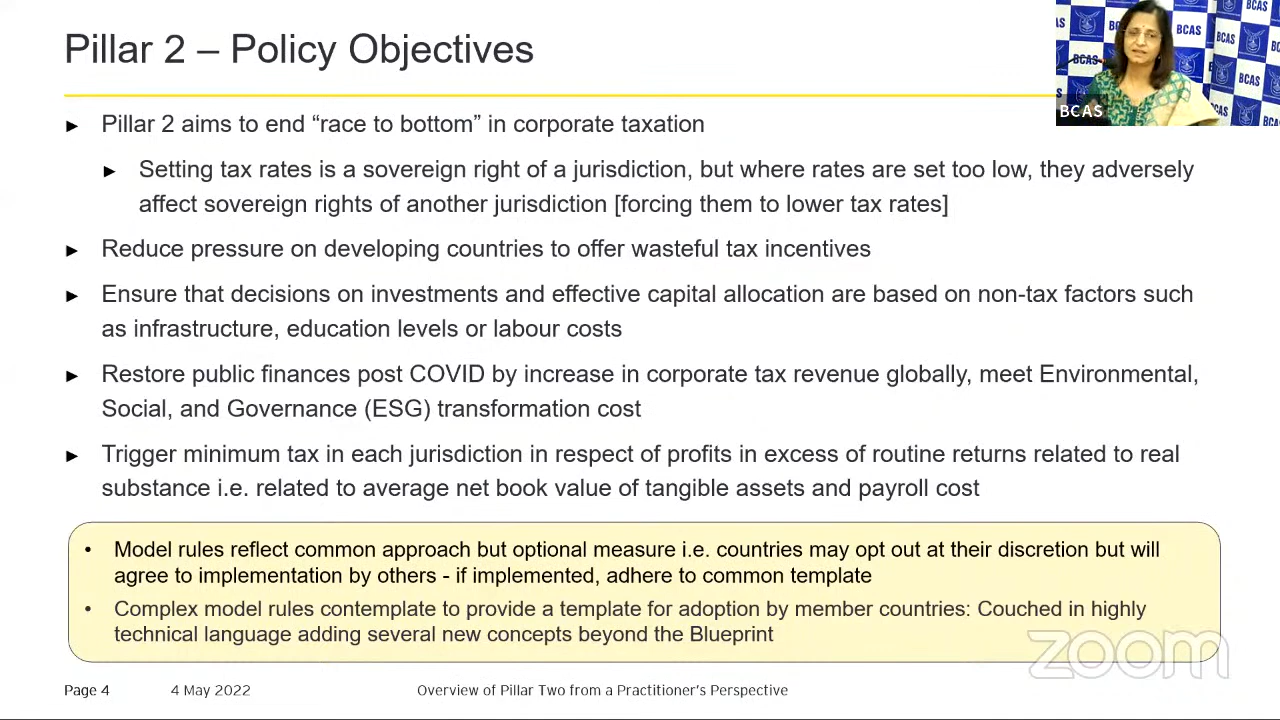 Pillar 2 – Policy Objectives
BCAS
BCAS
BCAS
BCAS
BCAS
BCAS
BCAS
► Pillar 2 aims to end “race to bottom” in corporate taxation
► Setting tax rates is a sovereign right of a jurisdiction, but where rates are set too low, they adversely
affect sovereign rights of another jurisdiction [forcing them to lower tax rates]
► Reduce pressure on developing countries to offer wasteful tax incentives
► Ensure that decisions on investments and effective capital allocation are based on non-tax factors such
as infrastructure, education levels or labour costs
► Restore public finances post COVID by increase in corporate tax revenue globally, meet Environmental,
Social, and Governance (ESG) transformation cost
► Trigger minimum tax in each jurisdiction in respect of profits in excess of routine returns related to real
substance i.e. related to average net book value of tangible assets and payroll cost
• Model rules reflect common approach but optional measure i.e. countries may opt out at their discretion but will
agree to implementation by others - if implemented, adhere to common template
• Complex model rules contemplate to provide a template for adoption by member countries: Couched in highly
technical language adding several new concepts beyond the Blueprint
zoom
Page 4 4 May 2022 Overview of Pillar Two from a Practitioner's Perspective